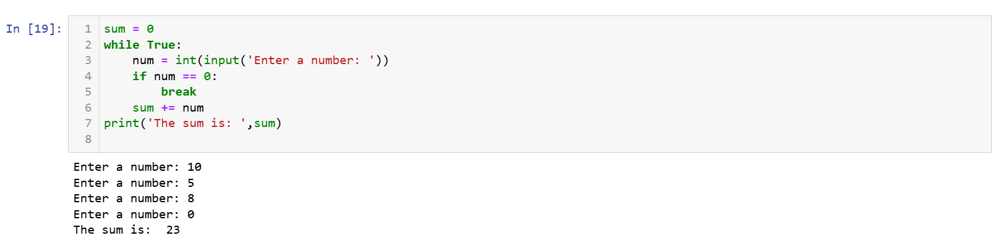 In [19]:
1 sum = 0
2 while True:
3     num = int(input('Enter a number: '))
4     if num == 0:
5         break
6     sum += num
7 print('The sum is: ',sum)
8
Enter a number: 10
Enter a number: 5
Enter a number: 8
Enter a number: 0
The sum is:  23